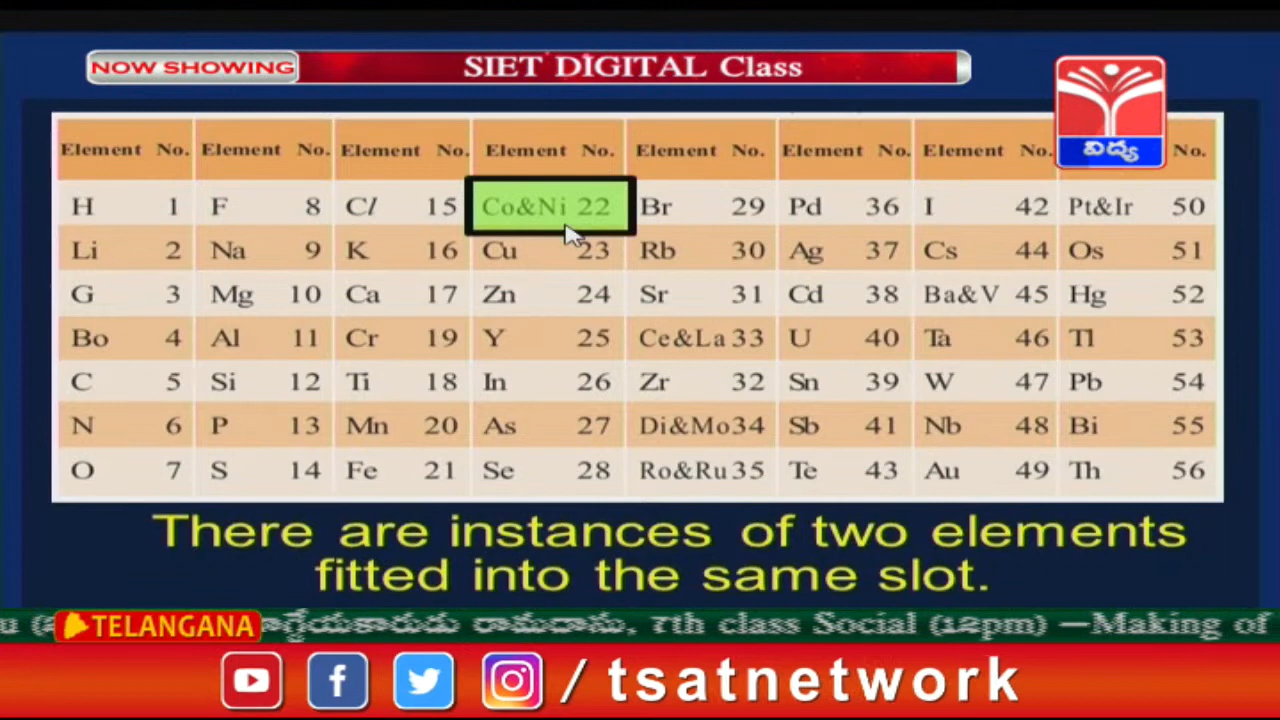 NOW SHOWING SIET DIGITAL Class
విద్య
Element No. Element No. Element No. Element No. Element No. Element No. Element No. No.
H 1 F 8 Cl 15 Co&Ni 22 Br 29 Pd 36 I 42 Pt&Ir 50
Li 2 Na 9 K 16 Cu 23 Rb 30 Ag 37 Cs 44 Os 51
G 3 Mg 10 Ca 17 Zn 24 Sr 31 Cd 38 Ba&V 45 Hg 52
Bo 4 Al 11 Cr 19 Y 25 Ce&La 33 U 40 Ta 46 Tl 53
C 5 Si 12 Ti 18 In 26 Zr 32 Sn 39 W 47 Pb 54
N 6 P 13 Mn 20 As 27 Di&Mo 34 Sb 41 Nb 48 Bi 55
O 7 S 14 Fe 21 Se 28 Ro&Ru 35 Te 43 Au 49 Th 56
There are instances of two elements
fitted into the same slot.
TELANGANA 7th class Social (12pm) – Making of
/ tsatnetwork